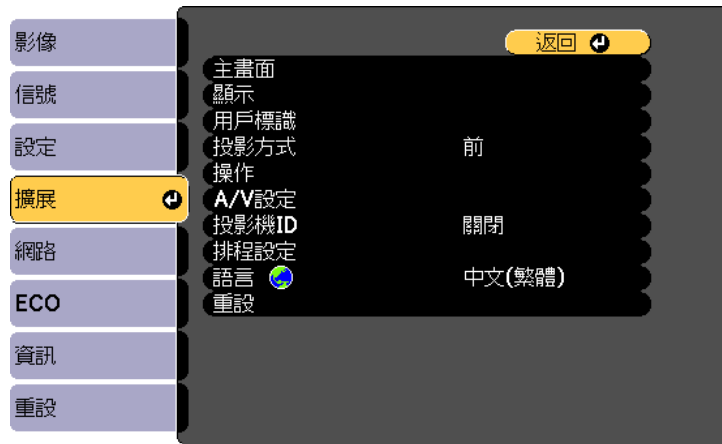 影像
信號
設定
擴展
網路
ECO
資訊
重設
返回
主畫面
顯示
用戶標識
投影方式 前
操作
A/V設定
投影機ID 關閉
排程設定
語言 中文(繁體)
重設